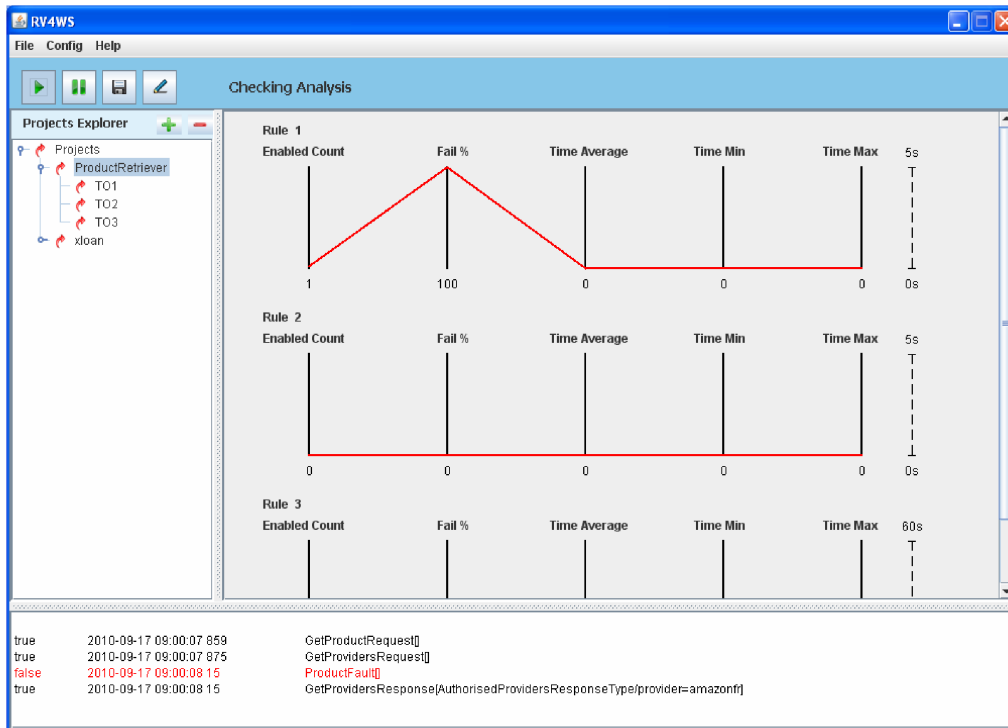 RV4WS
File Config Help
Checking Analysis
Projects Explorer
Projects
ProductRetriever
TO1
TO2
TO3
xloan
Rule 1
Enabled Count Fail % Time Average Time Min Time Max 5s
1 100 0 0 0 0s
Rule 2
Enabled Count Fail % Time Average Time Min Time Max 5s
0 0 0 0 0 0s
Rule 3
Enabled Count Fail % Time Average Time Min Time Max 60s
true 2010-09-17 09:00:07 859 GetProductRequest[]
true 2010-09-17 09:00:07 875 GetProvidersRequest[]
false 2010-09-17 09:00:08 15 ProductFault[]
true 2010-09-17 09:00:08 15 GetProvidersResponse[AuthorisedProvidersResponseType/provider=amazonfr]